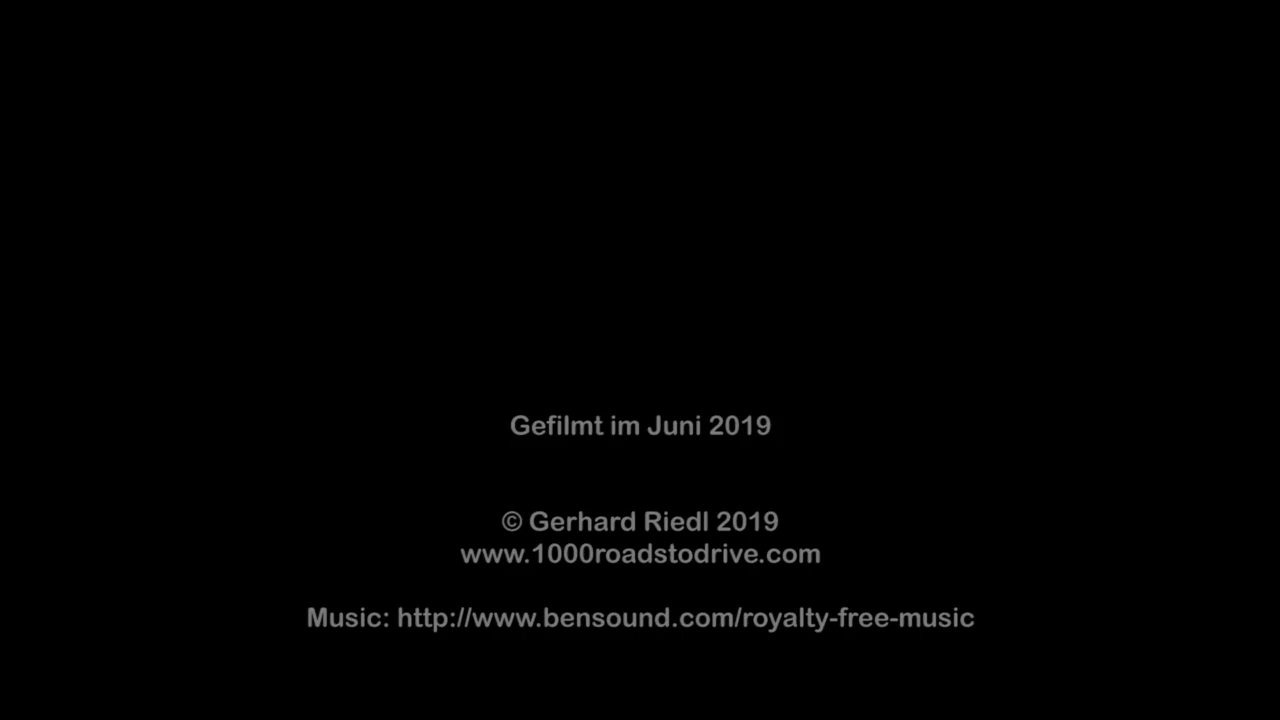 Gefilmt im Juni 2019
© Gerhard Riedl 2019
www.1000roadstodrive.com
Music: http://www.bensound.com/royalty-free-music